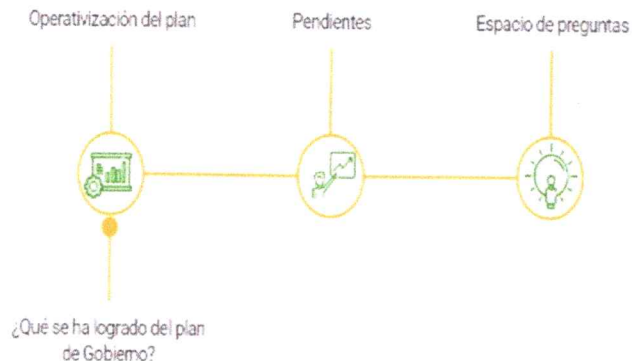 Operativización del plan
Pendientes
Espacio de preguntas
¿Qué se ha logrado del plan
de Gobierno?